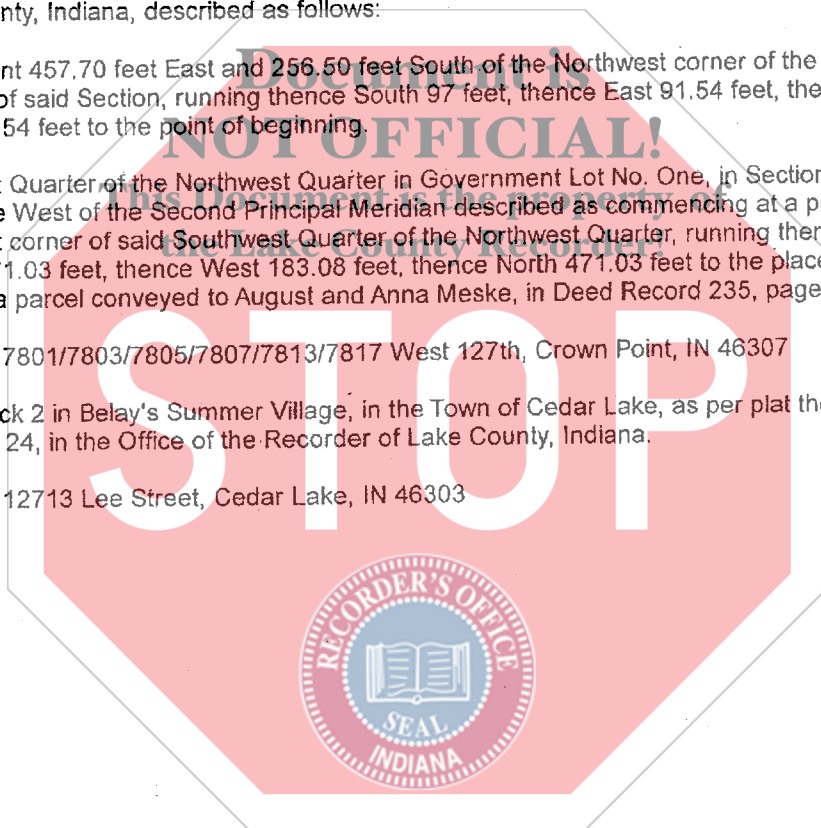 nty, Indiana, described as follows:
Document is
nt 457.70 feet East and 256.50 feet South of the Northwest corner of the
of said Section, running thence South 97 feet, thence East 91.54 feet, the
54 feet to the point of beginning.
NOT OFFICIAL!
Quarter of the Northwest Quarter in Government Lot No. One, in Section
This Document is the property of
e West of the Second Principal Meridian described as commencing at a p
t corner of said Southwest Quarter of the Northwest Quarter, running then
the Lake County Recorder!
1.03 feet, thence West 183.08 feet, thence North 471.03 feet to the place
a parcel conveyed to August and Anna Meske, in Deed Record 235, page
STOP
7801/7803/7805/7807/7813/7817 West 127th, Crown Point, IN 46307
ck 2 in Belay's Summer Village, in the Town of Cedar Lake, as per plat the
24, in the Office of the Recorder of Lake County, Indiana.
12713 Lee Street, Cedar Lake, IN 46303
RECORDER'S OFFICE
SEAL
INDIANA